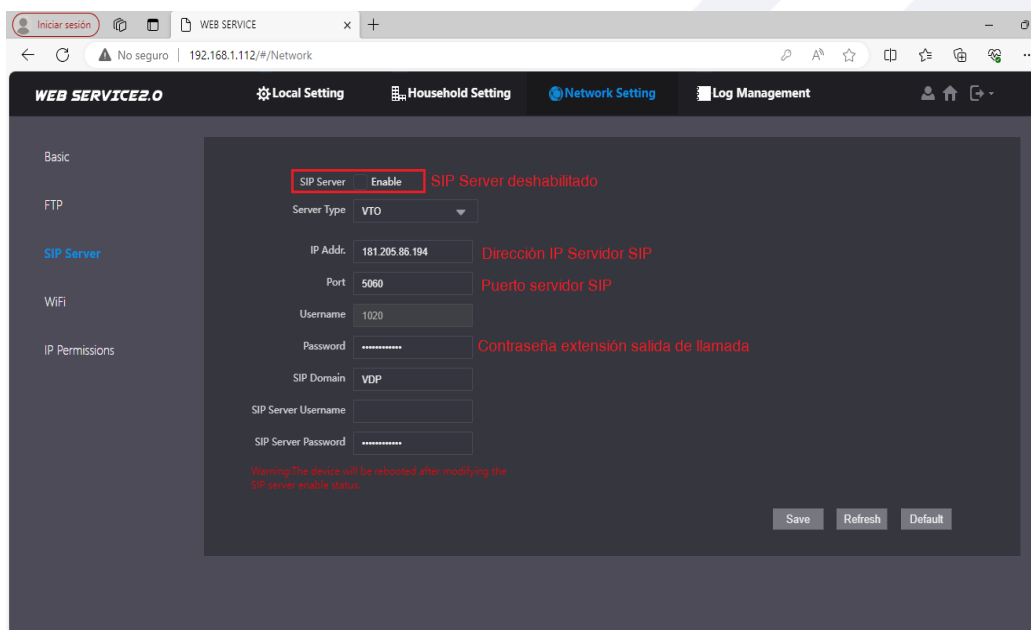 Iniciar sesión
WEB SERVICE
No seguro
192.168.1.112/#/Network
WEB SERVICE2.0
Local Setting
Household Setting
Network Setting
Log Management
Basic
FTP
SIP Server
WiFi
IP Permissions
SIP Server Enable SIP Server deshabilitado
Server Type VTO
IP Addr. 181.205.86.194 Dirección IP Servidor SIP
Port 5060 Puerto servidor SIP
Username 1020
Password •••••••••••• Contraseña extensión salida de llamada
SIP Domain VDP
SIP Server Username
SIP Server Password ••••••••••••
Warning:The device will be rebooted after modifying the
SIP server enable status.
Save Refresh Default